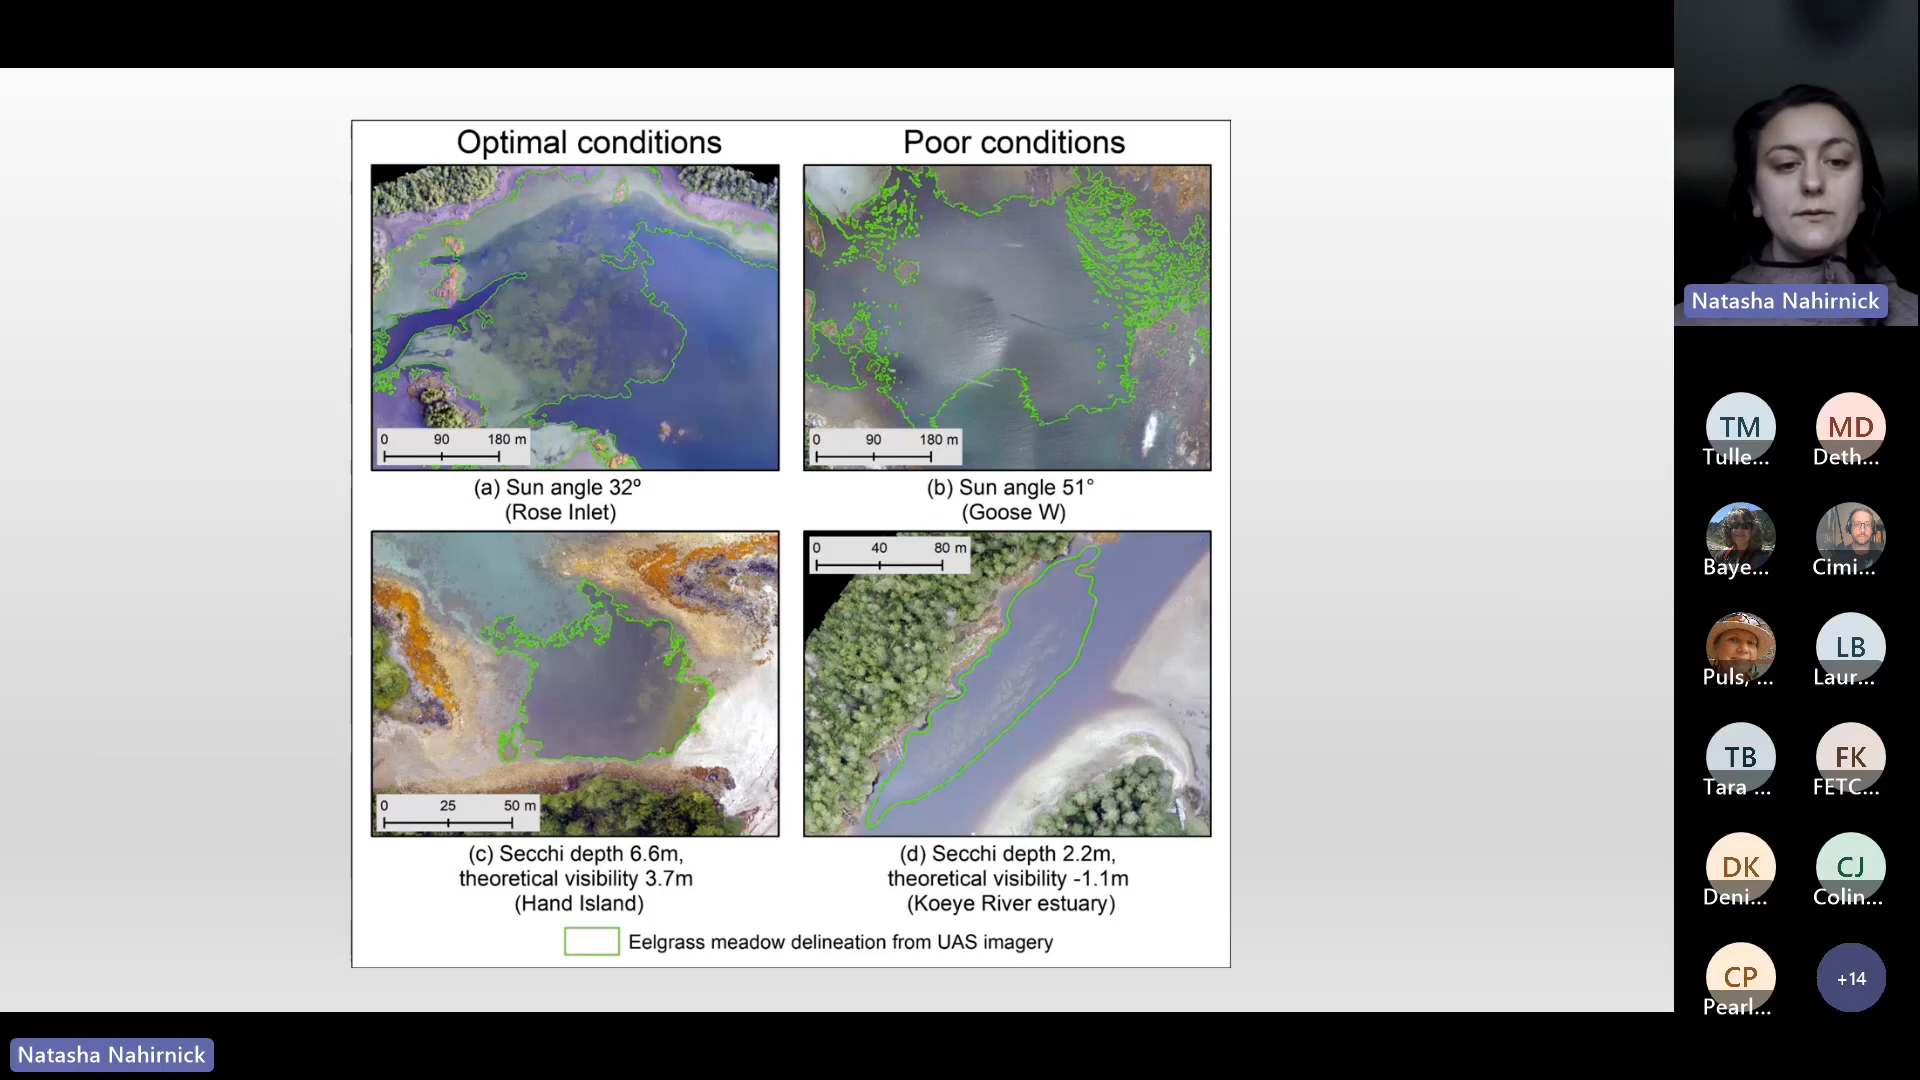 Optimal conditions
Poor conditions
0 90 180 m
0 90 180 m
(a) Sun angle 32º
(Rose Inlet)
(b) Sun angle 51°
(Goose W)
0 40 80 m
0 25 50 m
(c) Secchi depth 6.6m,
theoretical visibility 3.7m
(Hand Island)
(d) Secchi depth 2.2m,
theoretical visibility -1.1m
(Koeye River estuary)
Eelgrass meadow delineation from UAS imagery
Natasha Nahirnick
TM
MD
Tulle...
Deth...
Baye...
Cimi...
LB
Puls, ...
Laur...
TB
FK
Tara ...
FETC...
DK
CJ
Deni...
Colin...
CP
+14
Pearl...
Natasha Nahirnick